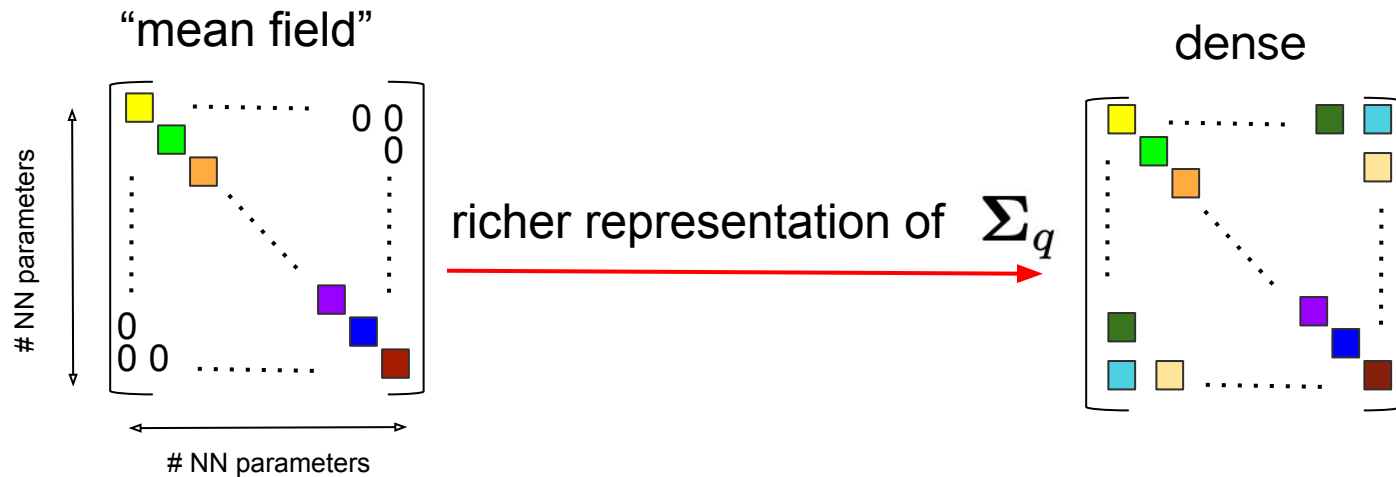 “mean field”
dense
0 0
0
# NN parameters
richer representation of Σq
0
0 0
# NN parameters